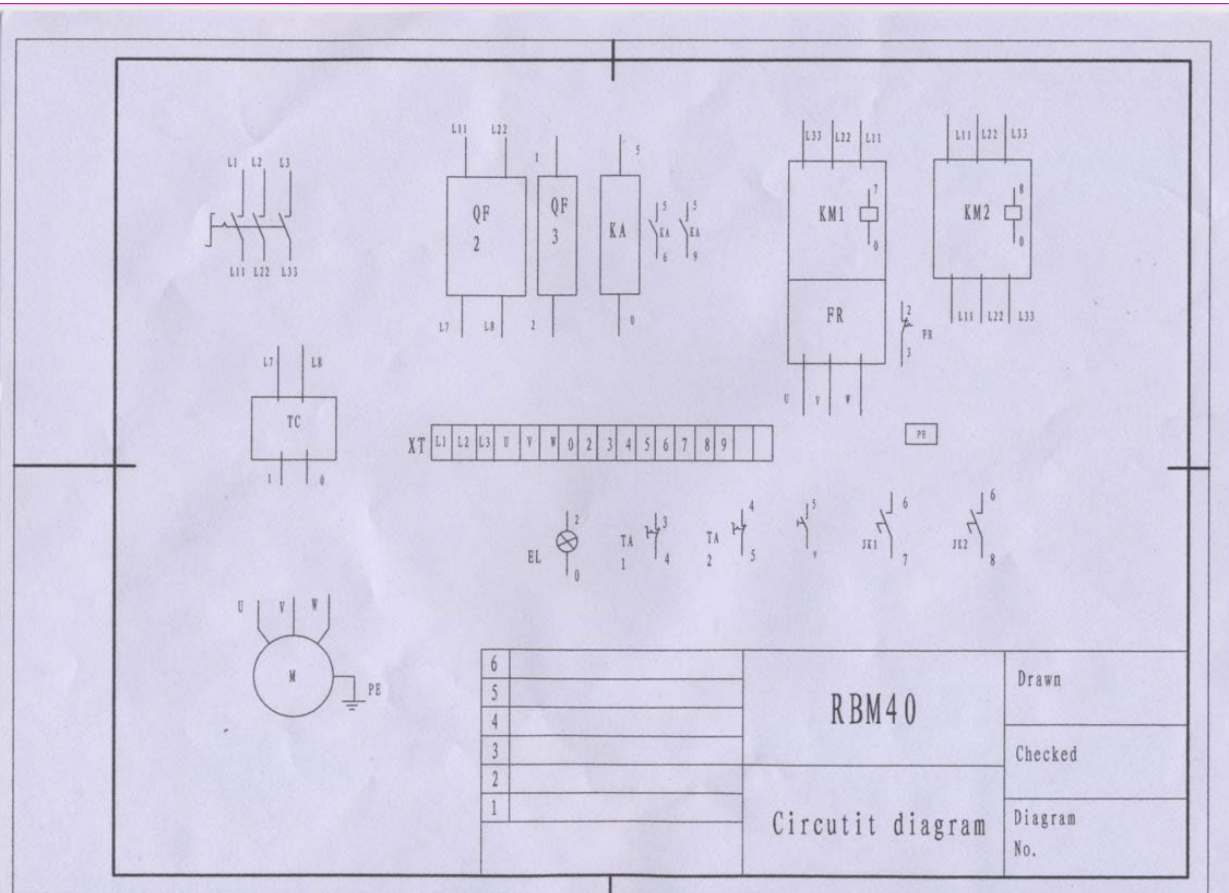 L11 L22 1 5 L33 L22 L11 L11 L22 L33
L1 L2 L3
QF 2 QF 3 KA 5 KA 6 5 KA 9 KM1 7 0 KM2 8 0
L11 L22 L33
L7 L8 2 0 FR 2 FR 3 L11 L22 L33
L7 L8
TC
1 0
U V W
PE
XT L1 L2 L3 U V W 0 2 3 4 5 6 7 8 9
EL 2 0
TA 1 3 4
TA 2 4 5
5 9
JK1 6 7
JK2 6 8
U V W
M PE
6
5
4
3
2
1
RBM40
Circutit diagram
Drawn
Checked
Diagram
No.